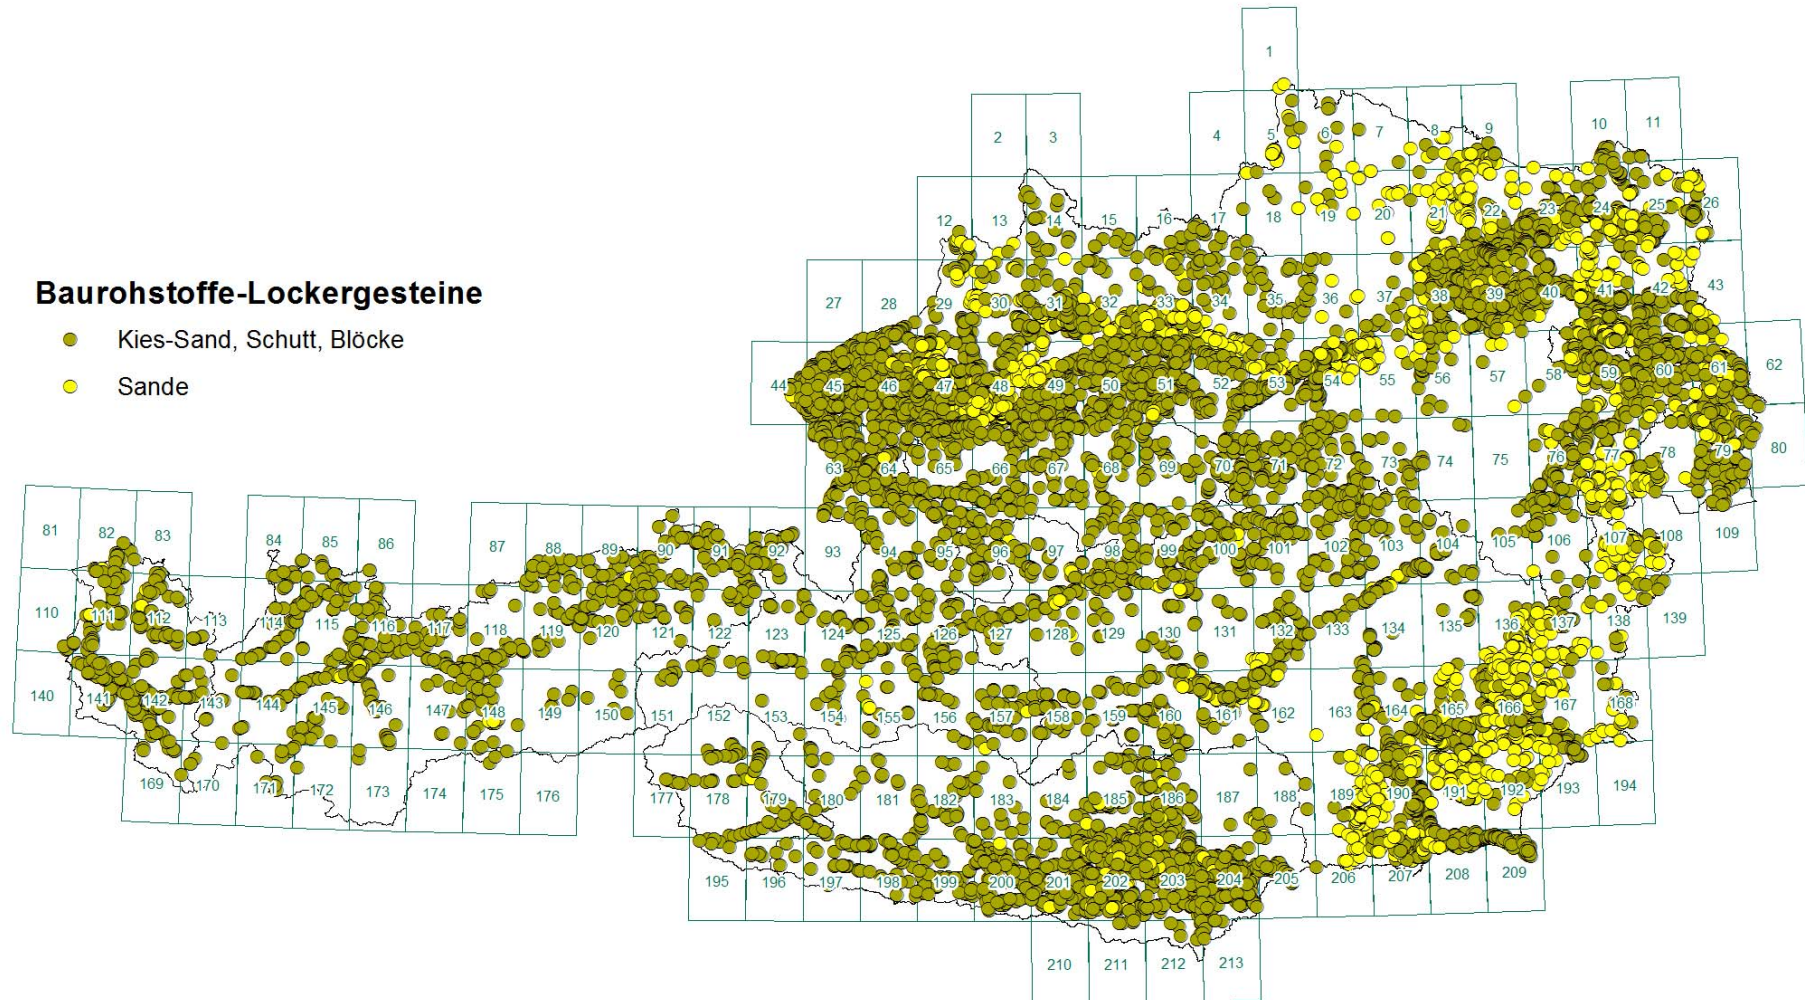 1
2 3 4 5 6 7 8 9 10 11
12 13 14 15 16 17 18 19 20 21 22 23 24 25 26
Baurohstoffe-Lockergesteine
Kies-Sand, Schutt, Blöcke
Sande
27 28 29 30 31 32 33 34 35 36 37 38 39 40 41 42 43
44 45 46 47 48 49 50 51 52 53 54 55 56 57 58 59 60 61 62
63 64 65 66 67 68 69 70 71 72 73 74 75 76 77 78 79 80
81 82 83 84 85 86 87 88 89 90 91 92 93 94 95 96 97 98 99 100 101 102 103 104 105 106 107 108 109
110 111 112 113 114 115 116 117 118 119 120 121 122 123 124 125 126 127 128 129 130 131 132 133 134 135 136 137 138 139
140 141 142 143 144 145 146 147 148 149 150 151 152 153 154 155 156 157 158 159 160 161 162 163 164 165 166 167 168
169 170 171 172 173 174 175 176 177 178 179 180 181 182 183 184 185 186 187 188 189 190 191 192 193 194
195 196 197 198 199 200 201 202 203 204 205 206 207 208 209
210 211 212 213